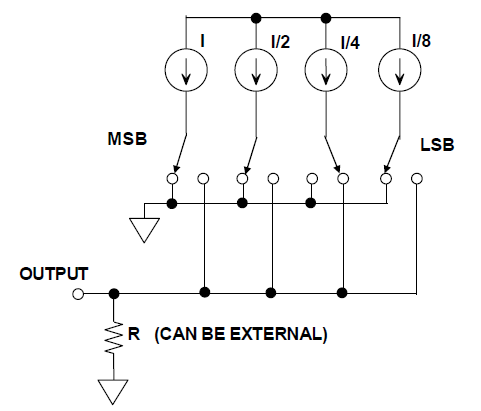 I
I/2
I/4
I/8
MSB
LSB
OUTPUT
R (CAN BE EXTERNAL)